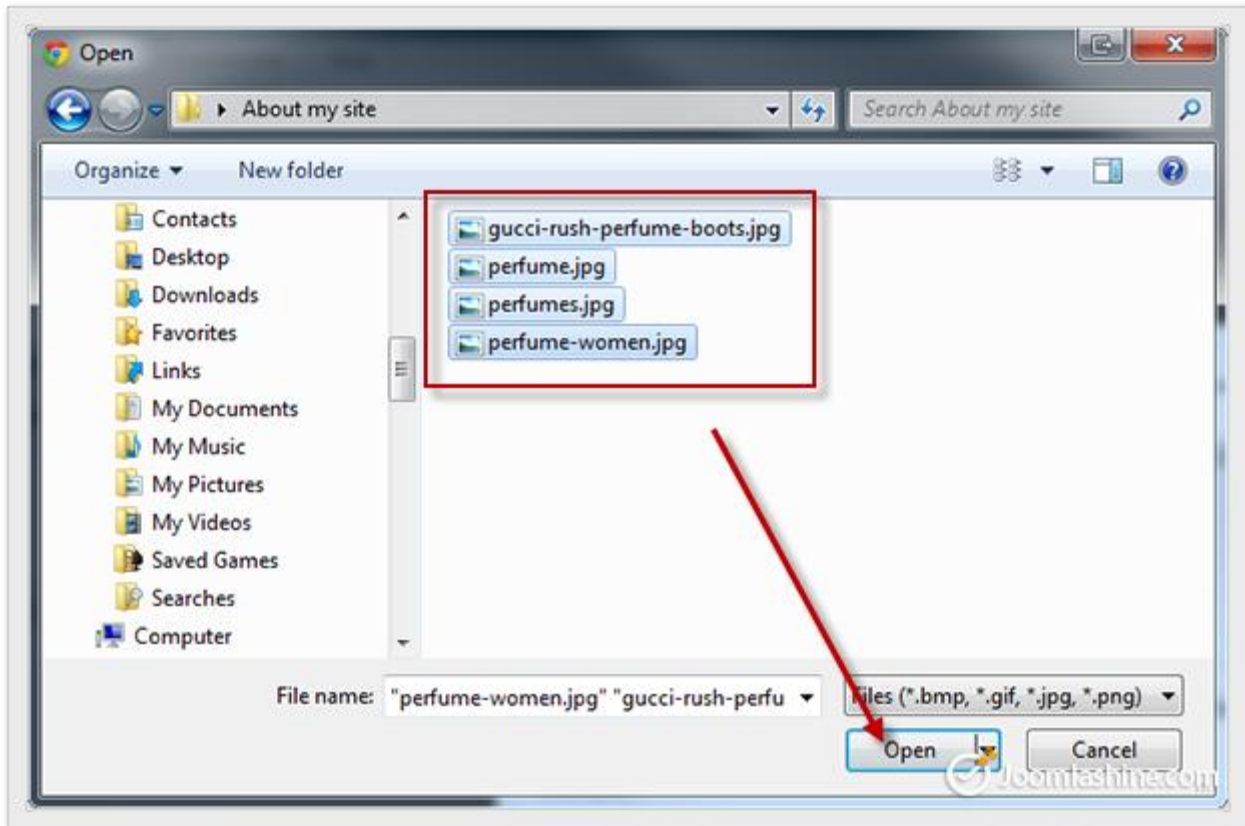 Open
About my site
Search About my site
Organize
New folder
Contacts
Desktop
Downloads
Favorites
Links
My Documents
My Music
My Pictures
My Videos
Saved Games
Searches
Computer
gucci-rush-perfume-boots.jpg
perfume.jpg
perfumes.jpg
perfume-women.jpg
File name: "perfume-women.jpg" "gucci-rush-perfu
Files (*.bmp, *.gif, *.jpg, *.png)
Open
Cancel
Joomlashine.com